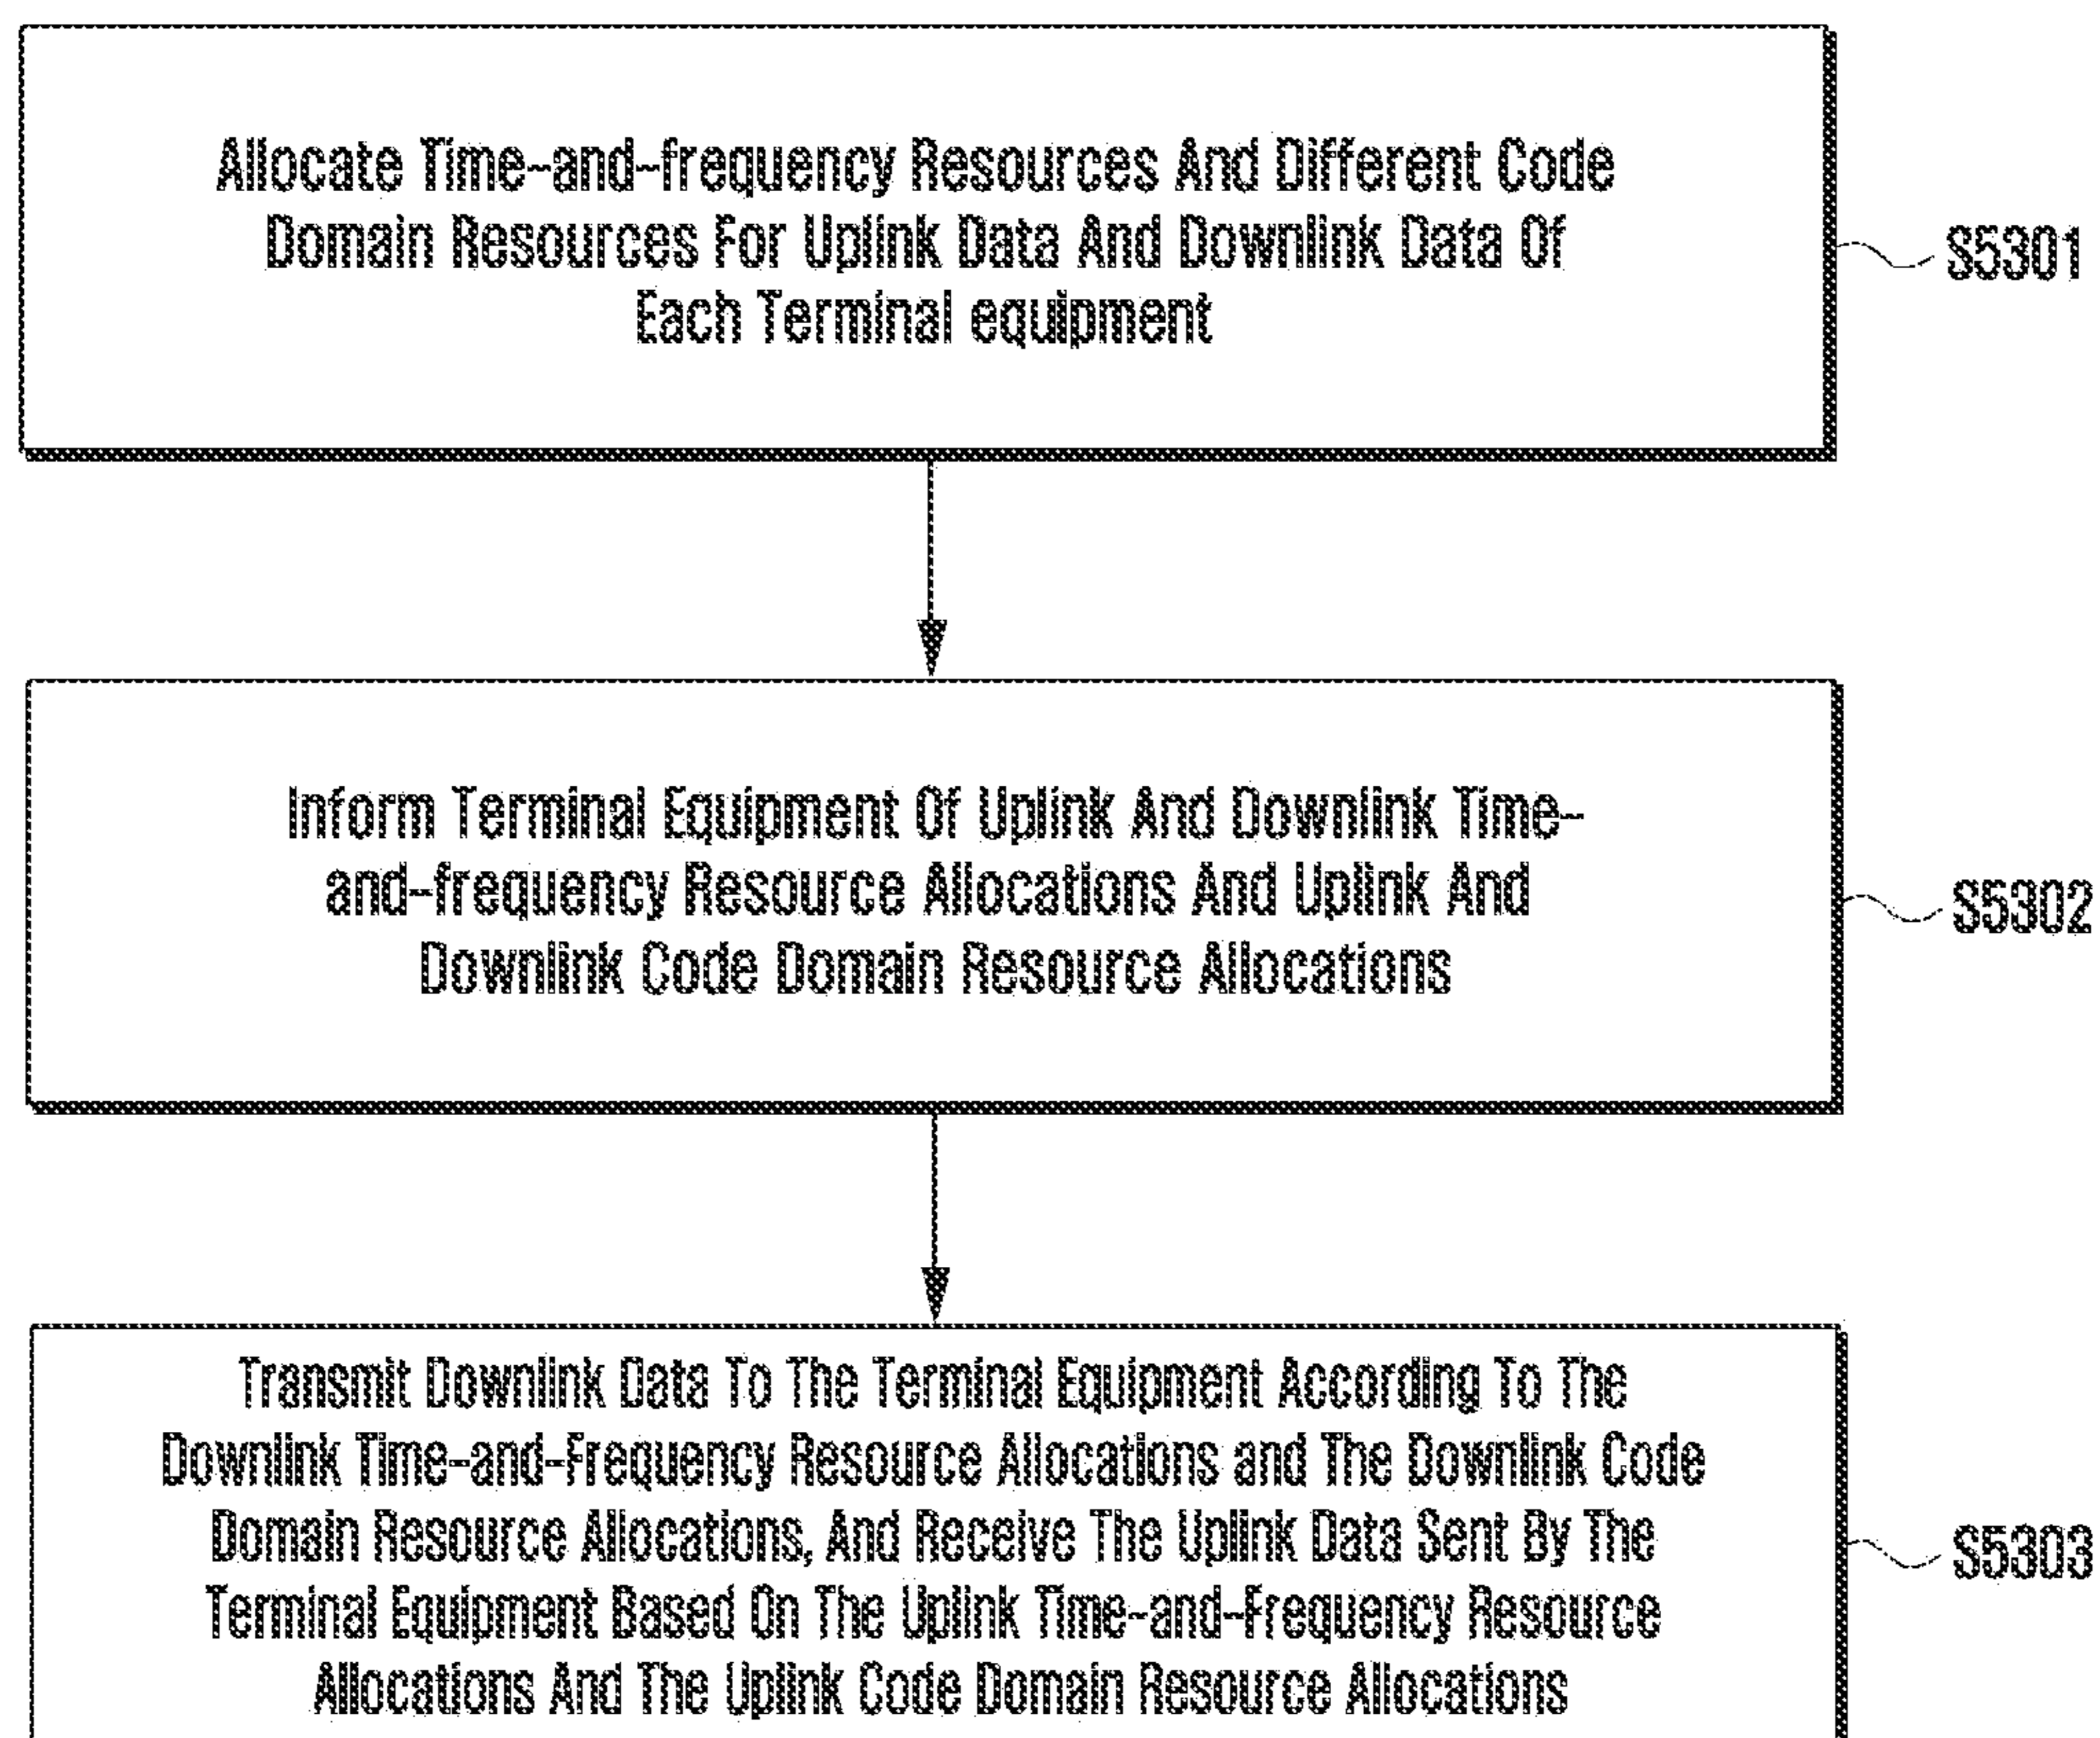 Allocate Time-and-frequency Resources And Different Code
Domain Resources For Uplink Data And Downlink Data Of
Each Terminal equipment
S5301
Inform Terminal Equipment Of Uplink And Downlink Time-
and-frequency Resource Allocations And Uplink And
Downlink Code Domain Resource Allocations
S5302
Transmit Downlink Data To The Terminal Equipment According To The
Downlink Time-and-Frequency Resource Allocations and The Downlink Code
Domain Resource Allocations, And Receive The Uplink Data Sent By The
Terminal Equipment Based On The Uplink Time-and-Frequency Resource
Allocations And The Uplink Code Domain Resource Allocations
S5303